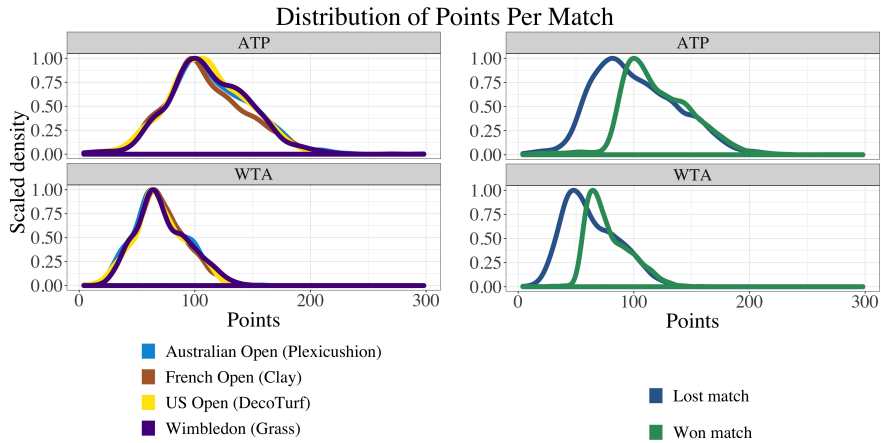 Distribution of Points Per Match
ATP
1.00
0.75
0.50
0.25
0.00
WTA
1.00
0.75
0.50
0.25
0.00
0 100 200 300
Points
Scaled density
Australian Open (Plexicushion)
French Open (Clay)
US Open (DecoTurf)
Wimbledon (Grass)
ATP
1.00
0.75
0.50
0.25
0.00
WTA
1.00
0.75
0.50
0.25
0.00
0 100 200 300
Points
Lost match
Won match